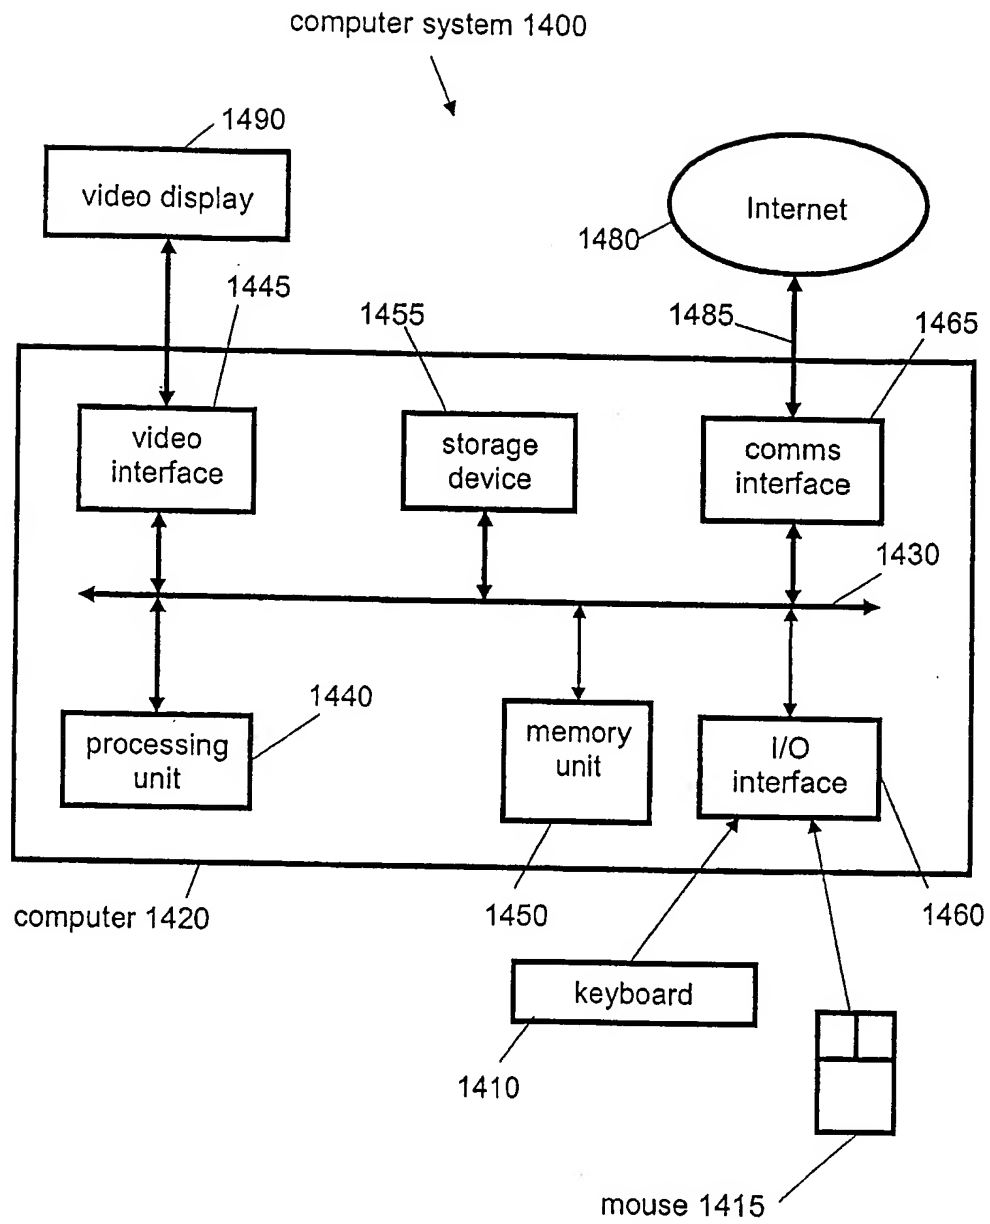 computer system 1400
1490
video display
Internet
1480
1445
1455
1485
1465
video
interface
storage
device
comms
interface
1430
1440
processing
unit
memory
unit
I/O
interface
computer 1420
1450
1460
keyboard
1410
mouse 1415